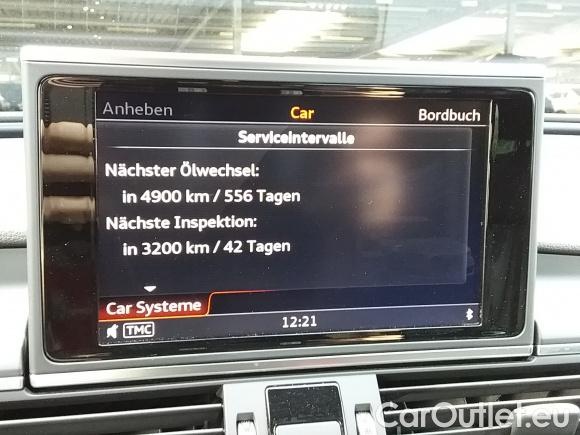 Anheben Car Bordbuch
Serviceintervalle
Nächster Ölwechsel:
in 4900 km / 556 Tagen
Nächste Inspektion:
in 3200 km / 42 Tagen
Car Systeme
TMC 12:21
CarOutlet.eu